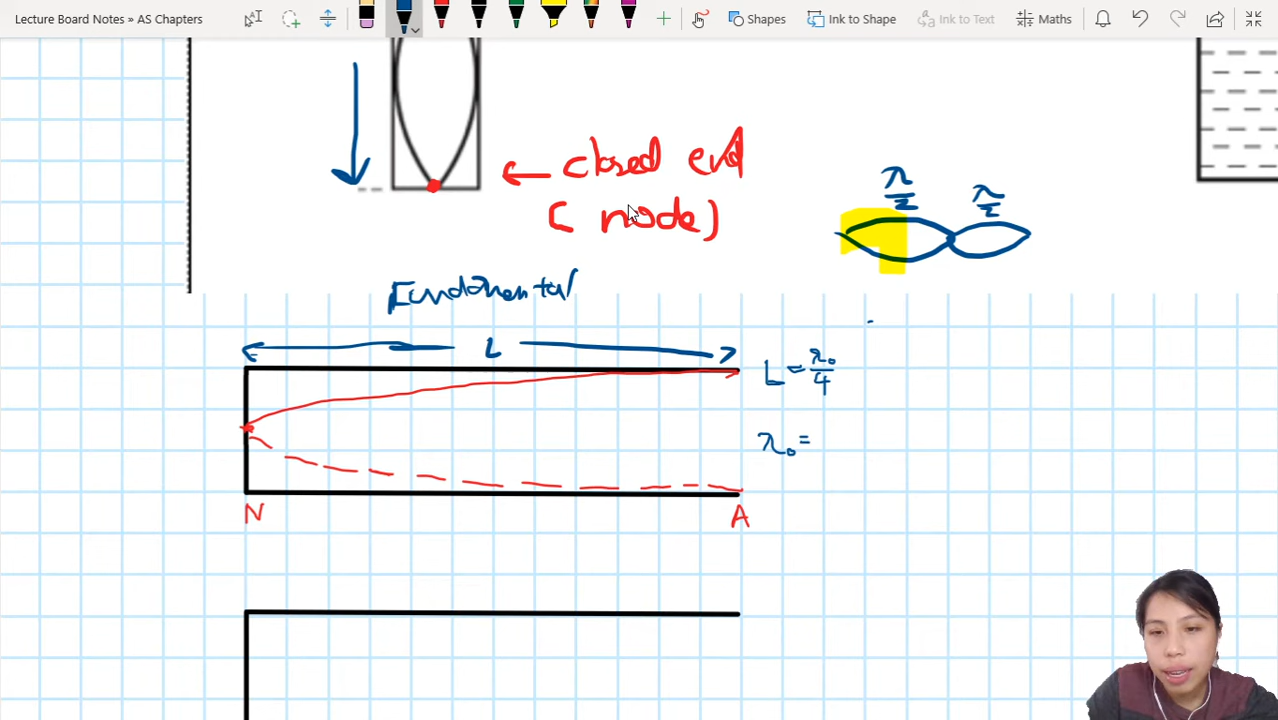 Lecture Board Notes » AS Chapters
Shapes
Ink to Shape
Ink to Text
Maths
← closed end
( node )
π/2
π/2
Fundamental
L
L = λ₀/4
λ₀ =
N
A